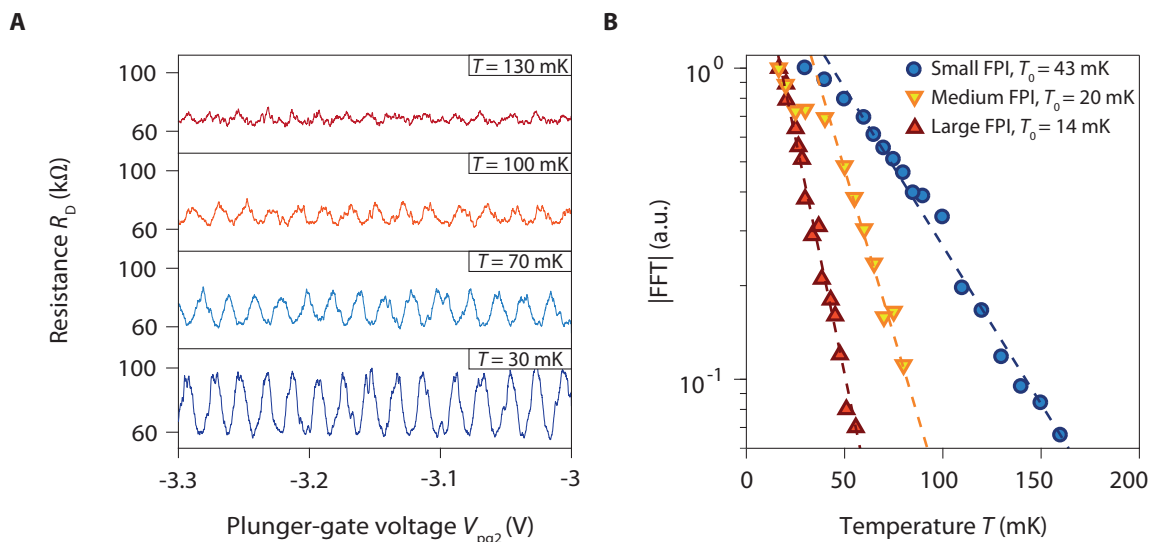 A
B
T = 130 mK
100
60
T = 100 mK
100
60
T = 70 mK
100
60
T = 30 mK
100
60
Resistance R_D (kΩ)
-3.3
-3.2
-3.1
-3
Plunger-gate voltage V_pg2 (V)
Small FPI, T_0 = 43 mK
Medium FPI, T_0 = 20 mK
Large FPI, T_0 = 14 mK
10^0
10^-1
|FFT| (a.u.)
0
50
100
150
200
Temperature T (mK)